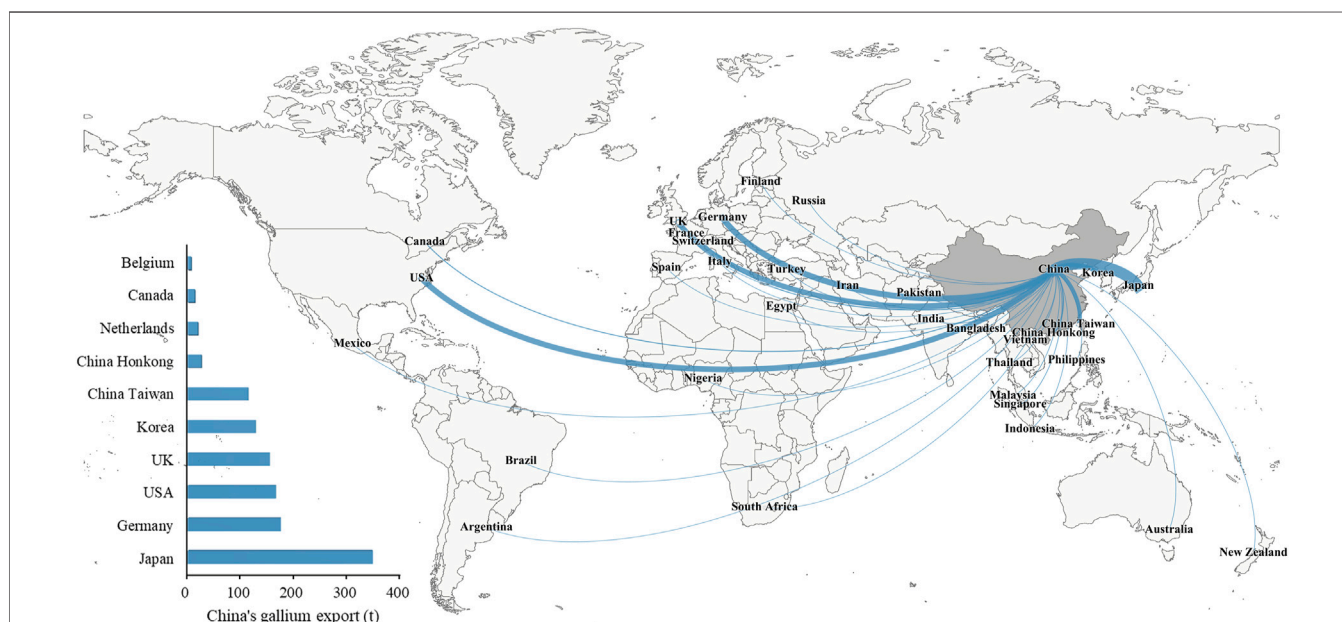 Finland
Russia
UK
Germany
France
Switzerland
Canada
Italy
Spain
Turkey
China
Korea
USA
Iran
Japan
Pakistan
Egypt
India
Bangladesh
China Taiwan
China Honkong
Vietnam
Mexico
Thailand
Philippines
Nigeria
Malaysia
Singapore
Indonesia
Brazil
South Africa
Argentina
Australia
New Zealand
Belgium
Canada
Netherlands
China Honkong
China Taiwan
Korea
UK
USA
Germany
Japan
0 100 200 300 400
China's gallium export (t)